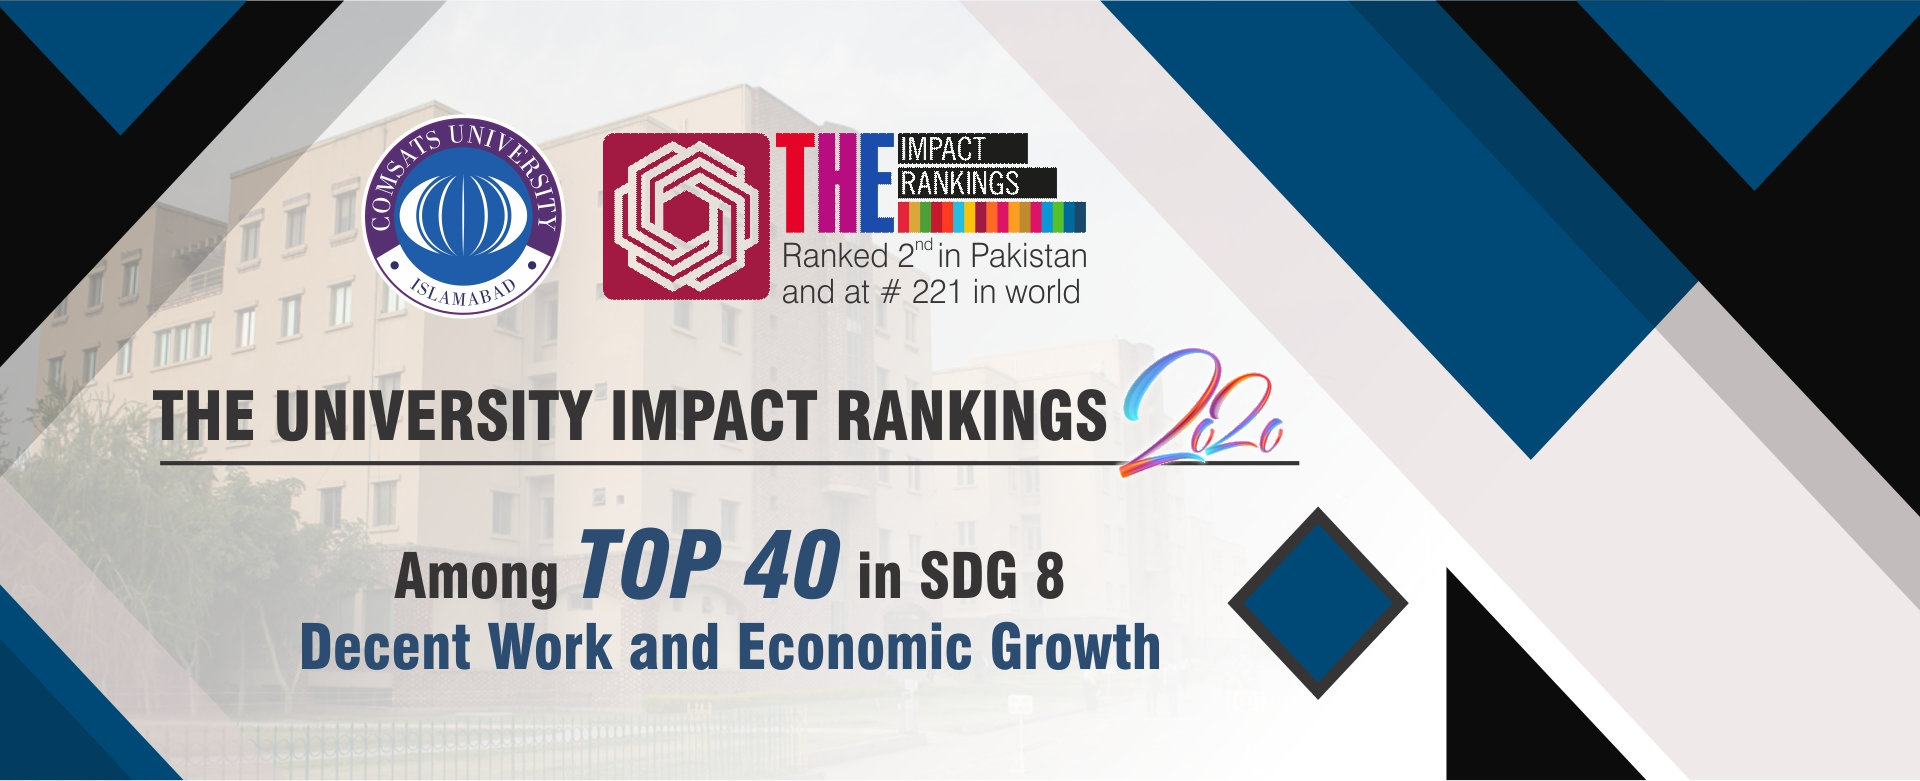 COMSATS UNIVERSITY
ISLAMABAD
THE IMPACT
RANKINGS
Ranked 2nd in Pakistan
and at # 221 in world
THE UNIVERSITY IMPACT RANKINGS 2020
Among TOP 40 in SDG 8
Decent Work and Economic Growth